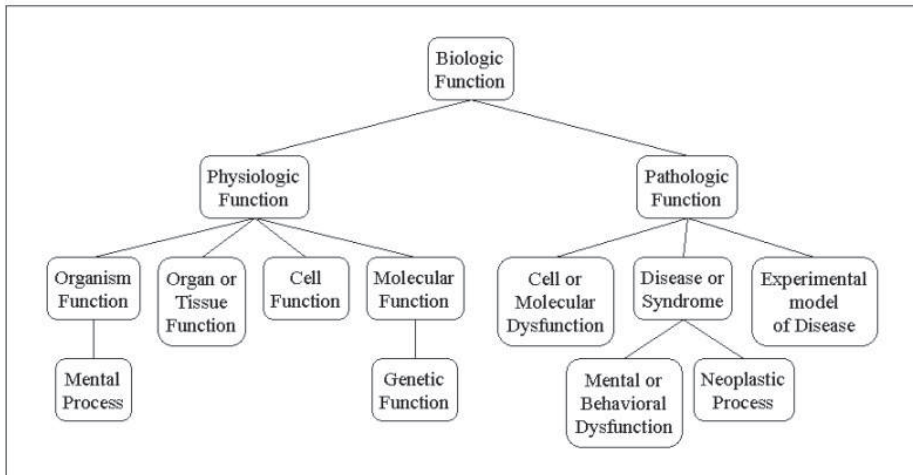 Biologic
Function
Physiologic
Function
Pathologic
Function
Organism
Function
Organ or
Tissue
Function
Cell
Function
Molecular
Function
Cell or
Molecular
Dysfunction
Disease or
Syndrome
Experimental
model
of Disease
Mental
Process
Genetic
Function
Mental or
Behavioral
Dysfunction
Neoplastic
Process